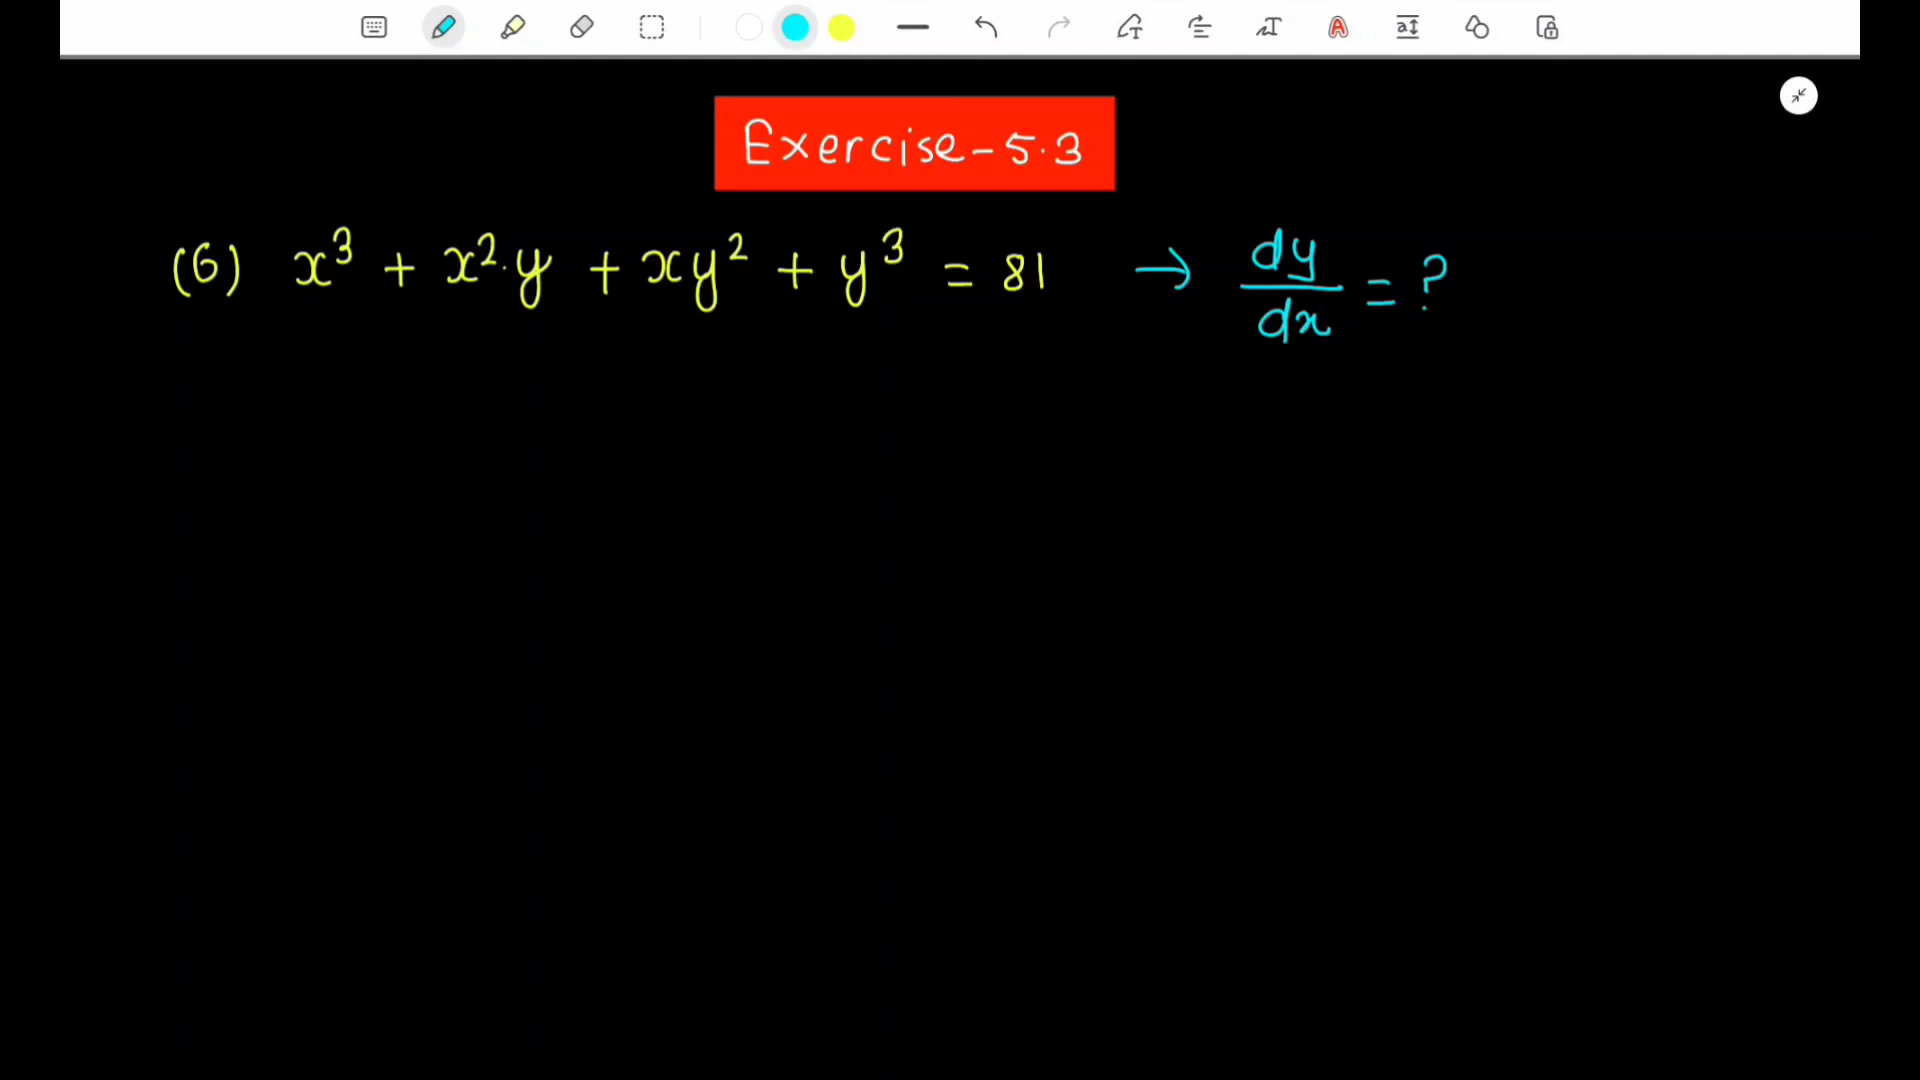 Exercise-5.3
(6) x³ + x²·y + xy² + y³ = 81 → dy/dx = ?